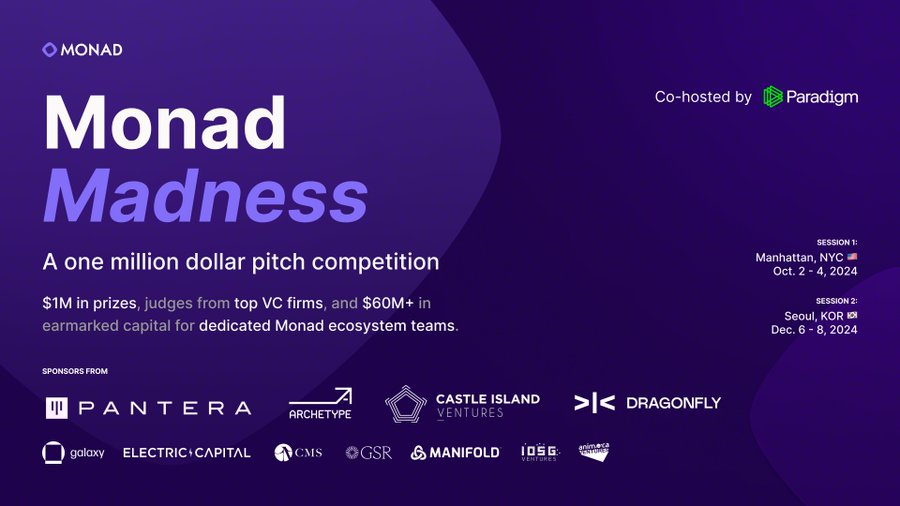 MONAD
Co-hosted by Paradigm
Monad
Madness
A one million dollar pitch competition
$1M in prizes, judges from top VC firms, and $60M+ in
earmarked capital for dedicated Monad ecosystem teams.
SESSION 1:
Manhattan, NYC 🇺🇸
Oct. 2 - 4, 2024
SESSION 2:
Seoul, KOR 🇰🇷
Dec. 6 - 8, 2024
SPONSORS FROM
PANTERA
ARCHETYPE
CASTLE ISLAND
VENTURES
DRAGONFLY
galaxy
ELECTRIC CAPITAL
CMS
GSR
MANIFOLD
IOSG
VENTURES
animoca
VENTURES